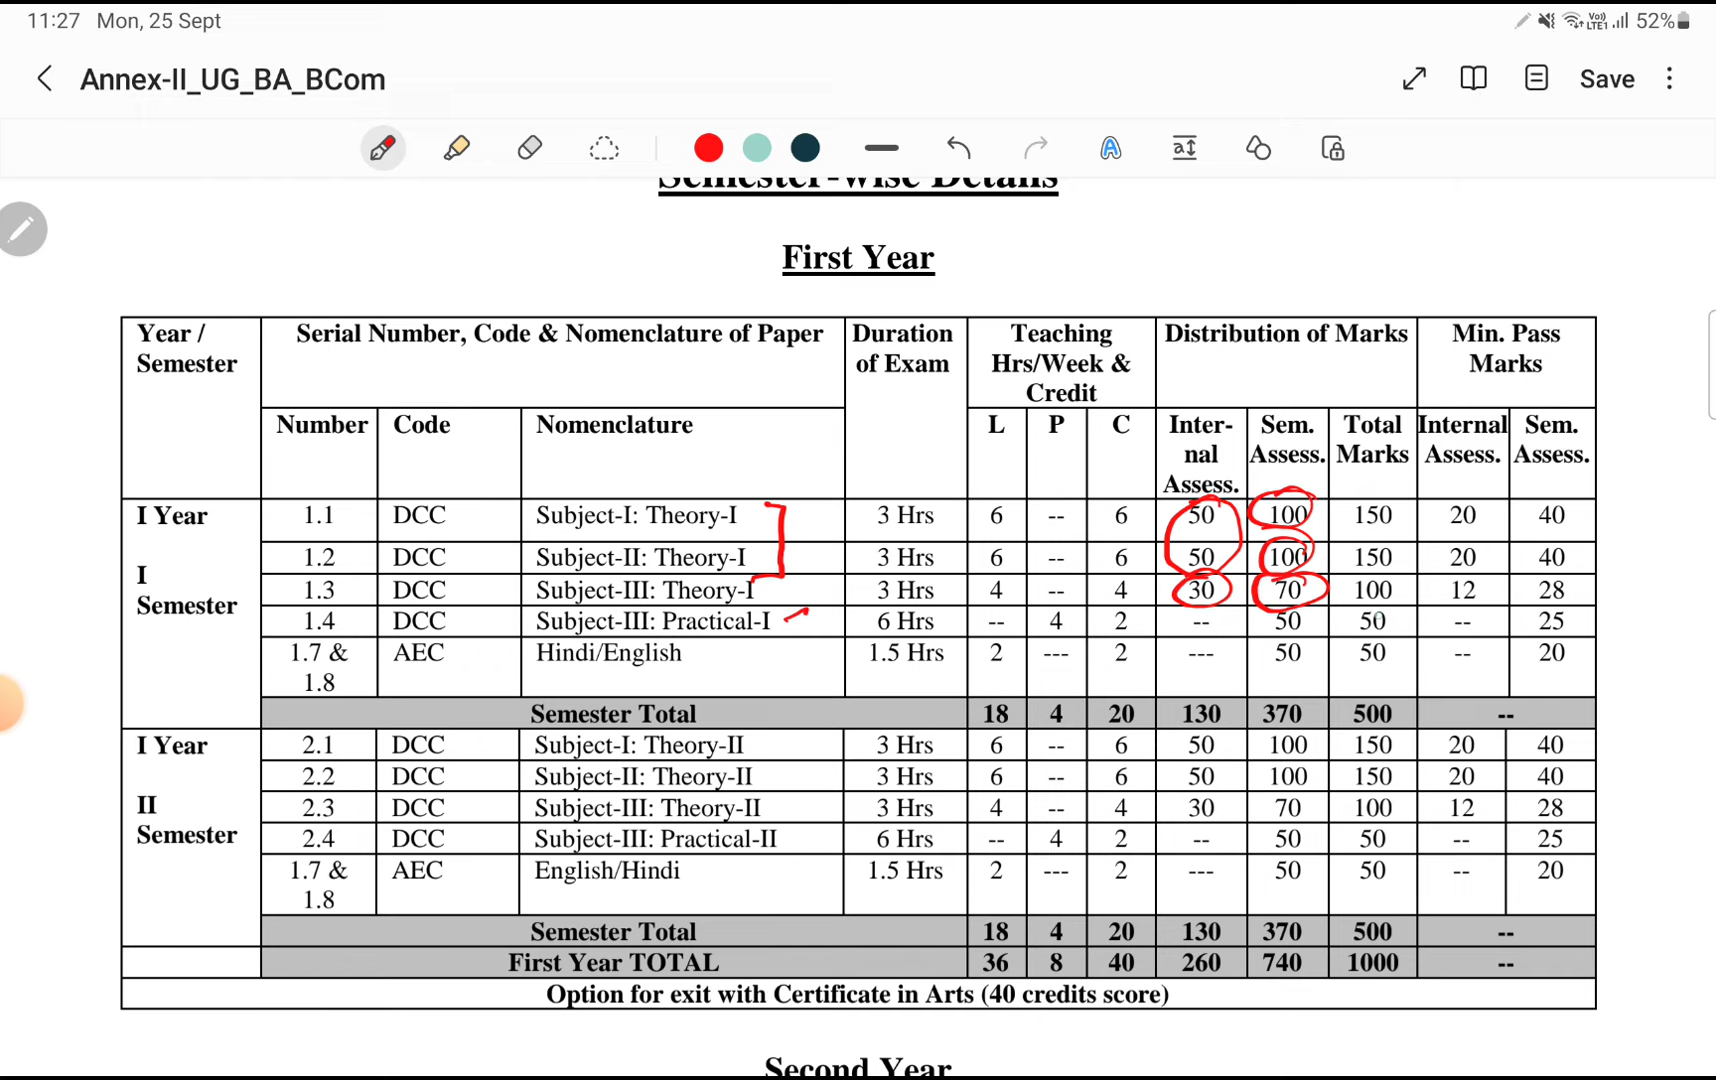 11:27 Mon, 25 Sept
Vo)) LTE1 52%
Annex-II_UG_BA_BCom
Save
Semester-wise Details
First Year
Year / Semester Serial Number, Code & Nomenclature of Paper Duration of Exam Teaching Hrs/Week & Credit Distribution of Marks Min. Pass Marks
Number Code Nomenclature L P C Inter-nal Assess. Sem. Assess. Total Marks Internal Assess. Sem. Assess.
I Year I Semester
1.1 DCC Subject-I: Theory-I 3 Hrs 6 -- 6 50 100 150 20 40
1.2 DCC Subject-II: Theory-I 3 Hrs 6 -- 6 50 100 150 20 40
1.3 DCC Subject-III: Theory-I 3 Hrs 4 -- 4 30 70 100 12 28
1.4 DCC Subject-III: Practical-I 6 Hrs -- 4 2 -- 50 50 -- 25
1.7 & 1.8 AEC Hindi/English 1.5 Hrs 2 --- 2 --- 50 50 -- 20
Semester Total 18 4 20 130 370 500 --
I Year II Semester
2.1 DCC Subject-I: Theory-II 3 Hrs 6 -- 6 50 100 150 20 40
2.2 DCC Subject-II: Theory-II 3 Hrs 6 -- 6 50 100 150 20 40
2.3 DCC Subject-III: Theory-II 3 Hrs 4 -- 4 30 70 100 12 28
2.4 DCC Subject-III: Practical-II 6 Hrs -- 4 2 -- 50 50 -- 25
1.7 & 1.8 AEC English/Hindi 1.5 Hrs 2 --- 2 --- 50 50 -- 20
Semester Total 18 4 20 130 370 500 --
First Year TOTAL 36 8 40 260 740 1000 --
Option for exit with Certificate in Arts (40 credits score)
Second Year